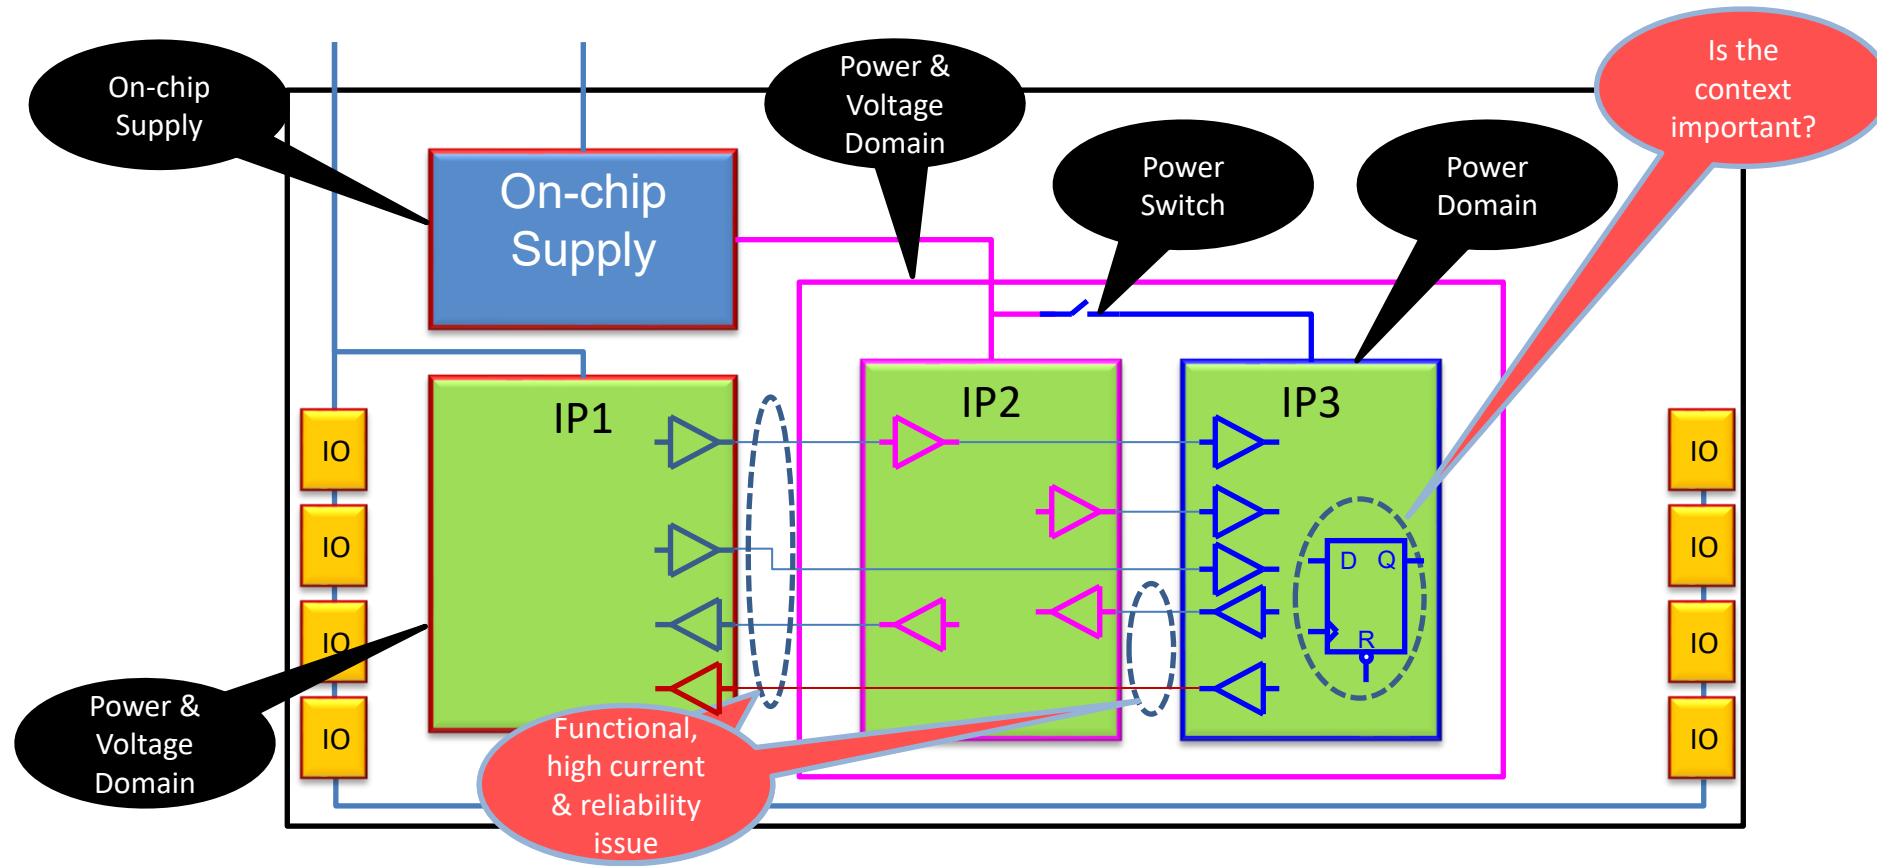 On-chip
Supply
Power &
Voltage
Domain
Is the
context
important?
Power
Switch
Power
Domain
On-chip
Supply
IP1
IP2
IP3
IO
IO
IO
IO
IO
IO
IO
IO
D Q
R
Power &
Voltage
Domain
Functional,
high current
& reliability
issue